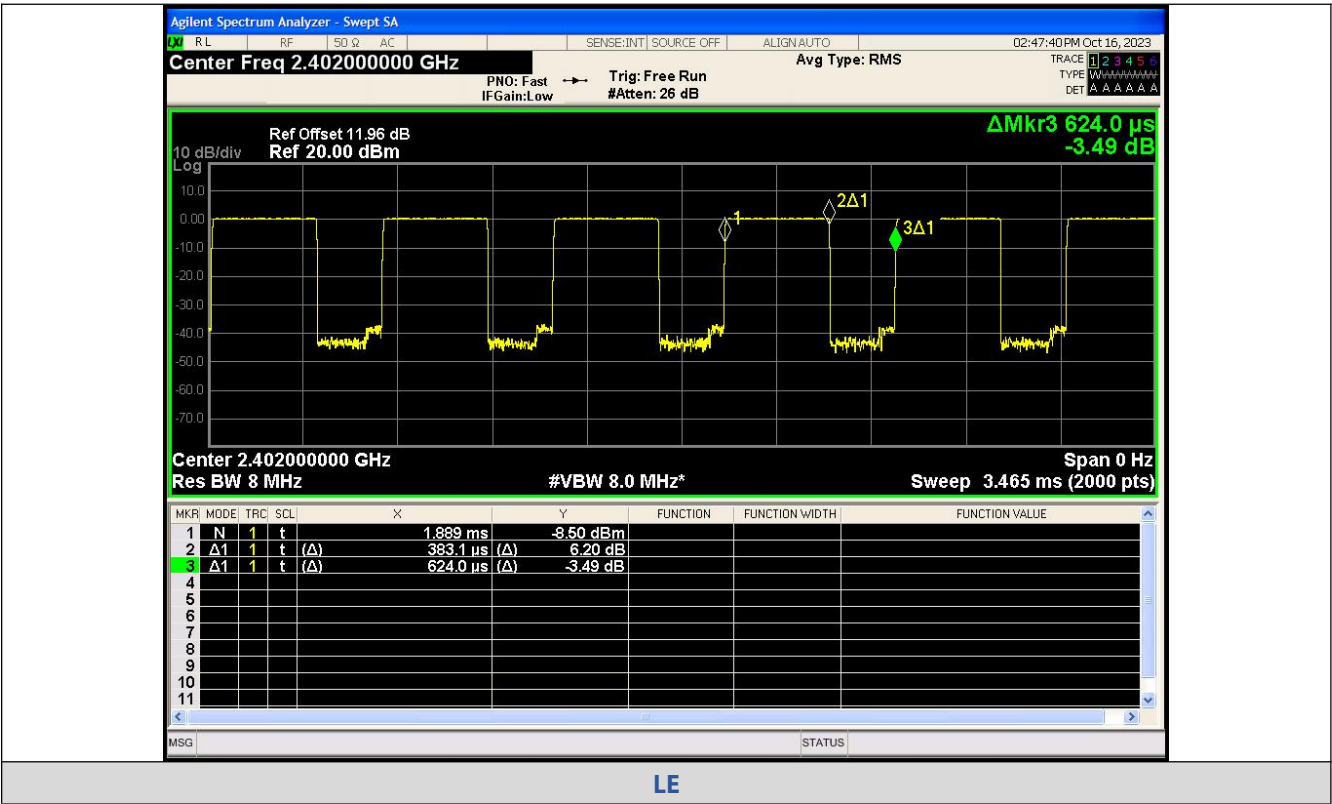 Agilent Spectrum Analyzer - Swept SA
LXI RL RF 50 Ω AC SENSE:INT SOURCE OFF ALIGN AUTO 02:47:40 PM Oct 16, 2023
Center Freq 2.402000000 GHz Avg Type: RMS TRACE 1 2 3 4 5 6
PNO: Fast Trig: Free Run TYPE WWWWWW
IFGain:Low #Atten: 26 dB DET A A A A A A
ΔMkr3 624.0 µs
Ref Offset 11.96 dB
10 dB/div Ref 20.00 dBm -3.49 dB
Log
10.0
0.00
-10.0
-20.0
-30.0
-40.0
-50.0
-60.0
-70.0
1
2Δ1
3Δ1
Center 2.402000000 GHz Span 0 Hz
Res BW 8 MHz #VBW 8.0 MHz* Sweep 3.465 ms (2000 pts)
MKR MODE TRC SCL X Y FUNCTION FUNCTION WIDTH FUNCTION VALUE
1 N 1 t 1.889 ms -8.50 dBm
2 Δ1 1 t (Δ) 383.1 µs (Δ) 6.20 dB
3 Δ1 1 t (Δ) 624.0 µs (Δ) -3.49 dB
4
5
6
7
8
9
10
11
MSG STATUS
LE